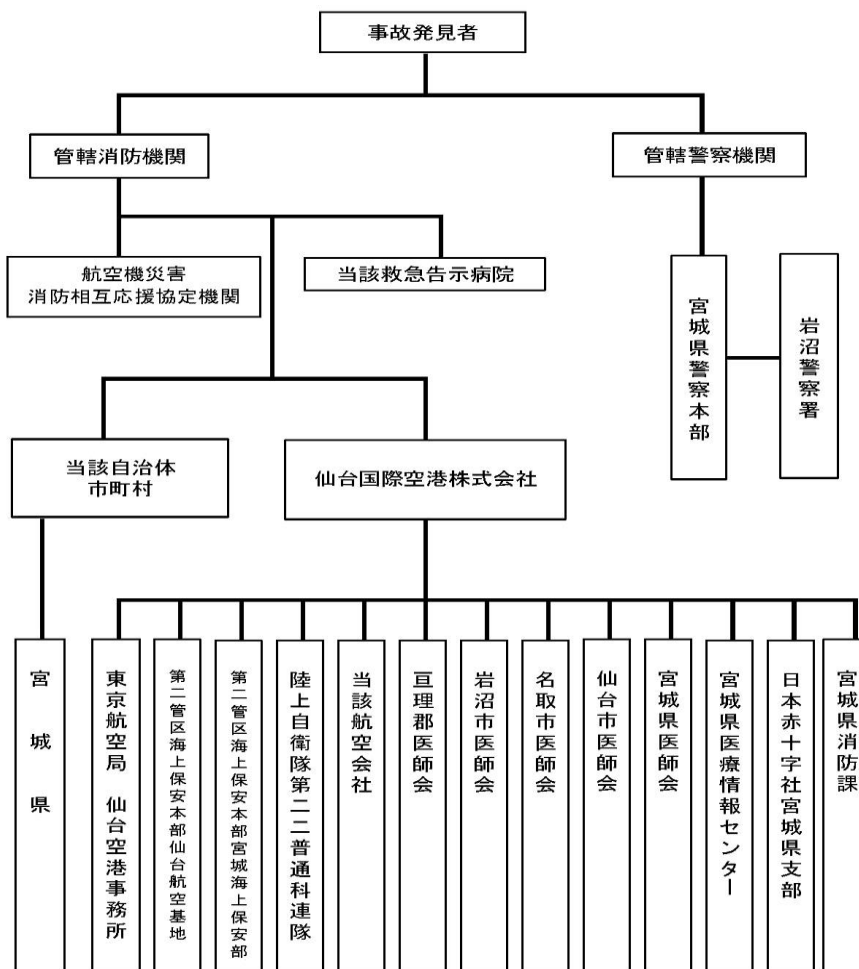 事故発見者
管轄消防機関
管轄警察機関
航空機災害
消防相互応援協定機関
当該救急告示病院
宮城県警察本部
岩沼警察署
当該自治体
市町村
仙台国際空港株式会社
宮城県
東京航空局 仙台空港事務所
第二管区海上保安本部仙台航空基地
第二管区海上保安本部宮城海上保安部
陸上自衛隊第二二普通科連隊
当該航空会社
亘理郡医師会
岩沼市医師会
名取市医師会
仙台市医師会
宮城県医師会
宮城県医療情報センター
日本赤十字社宮城県支部
宮城県消防課